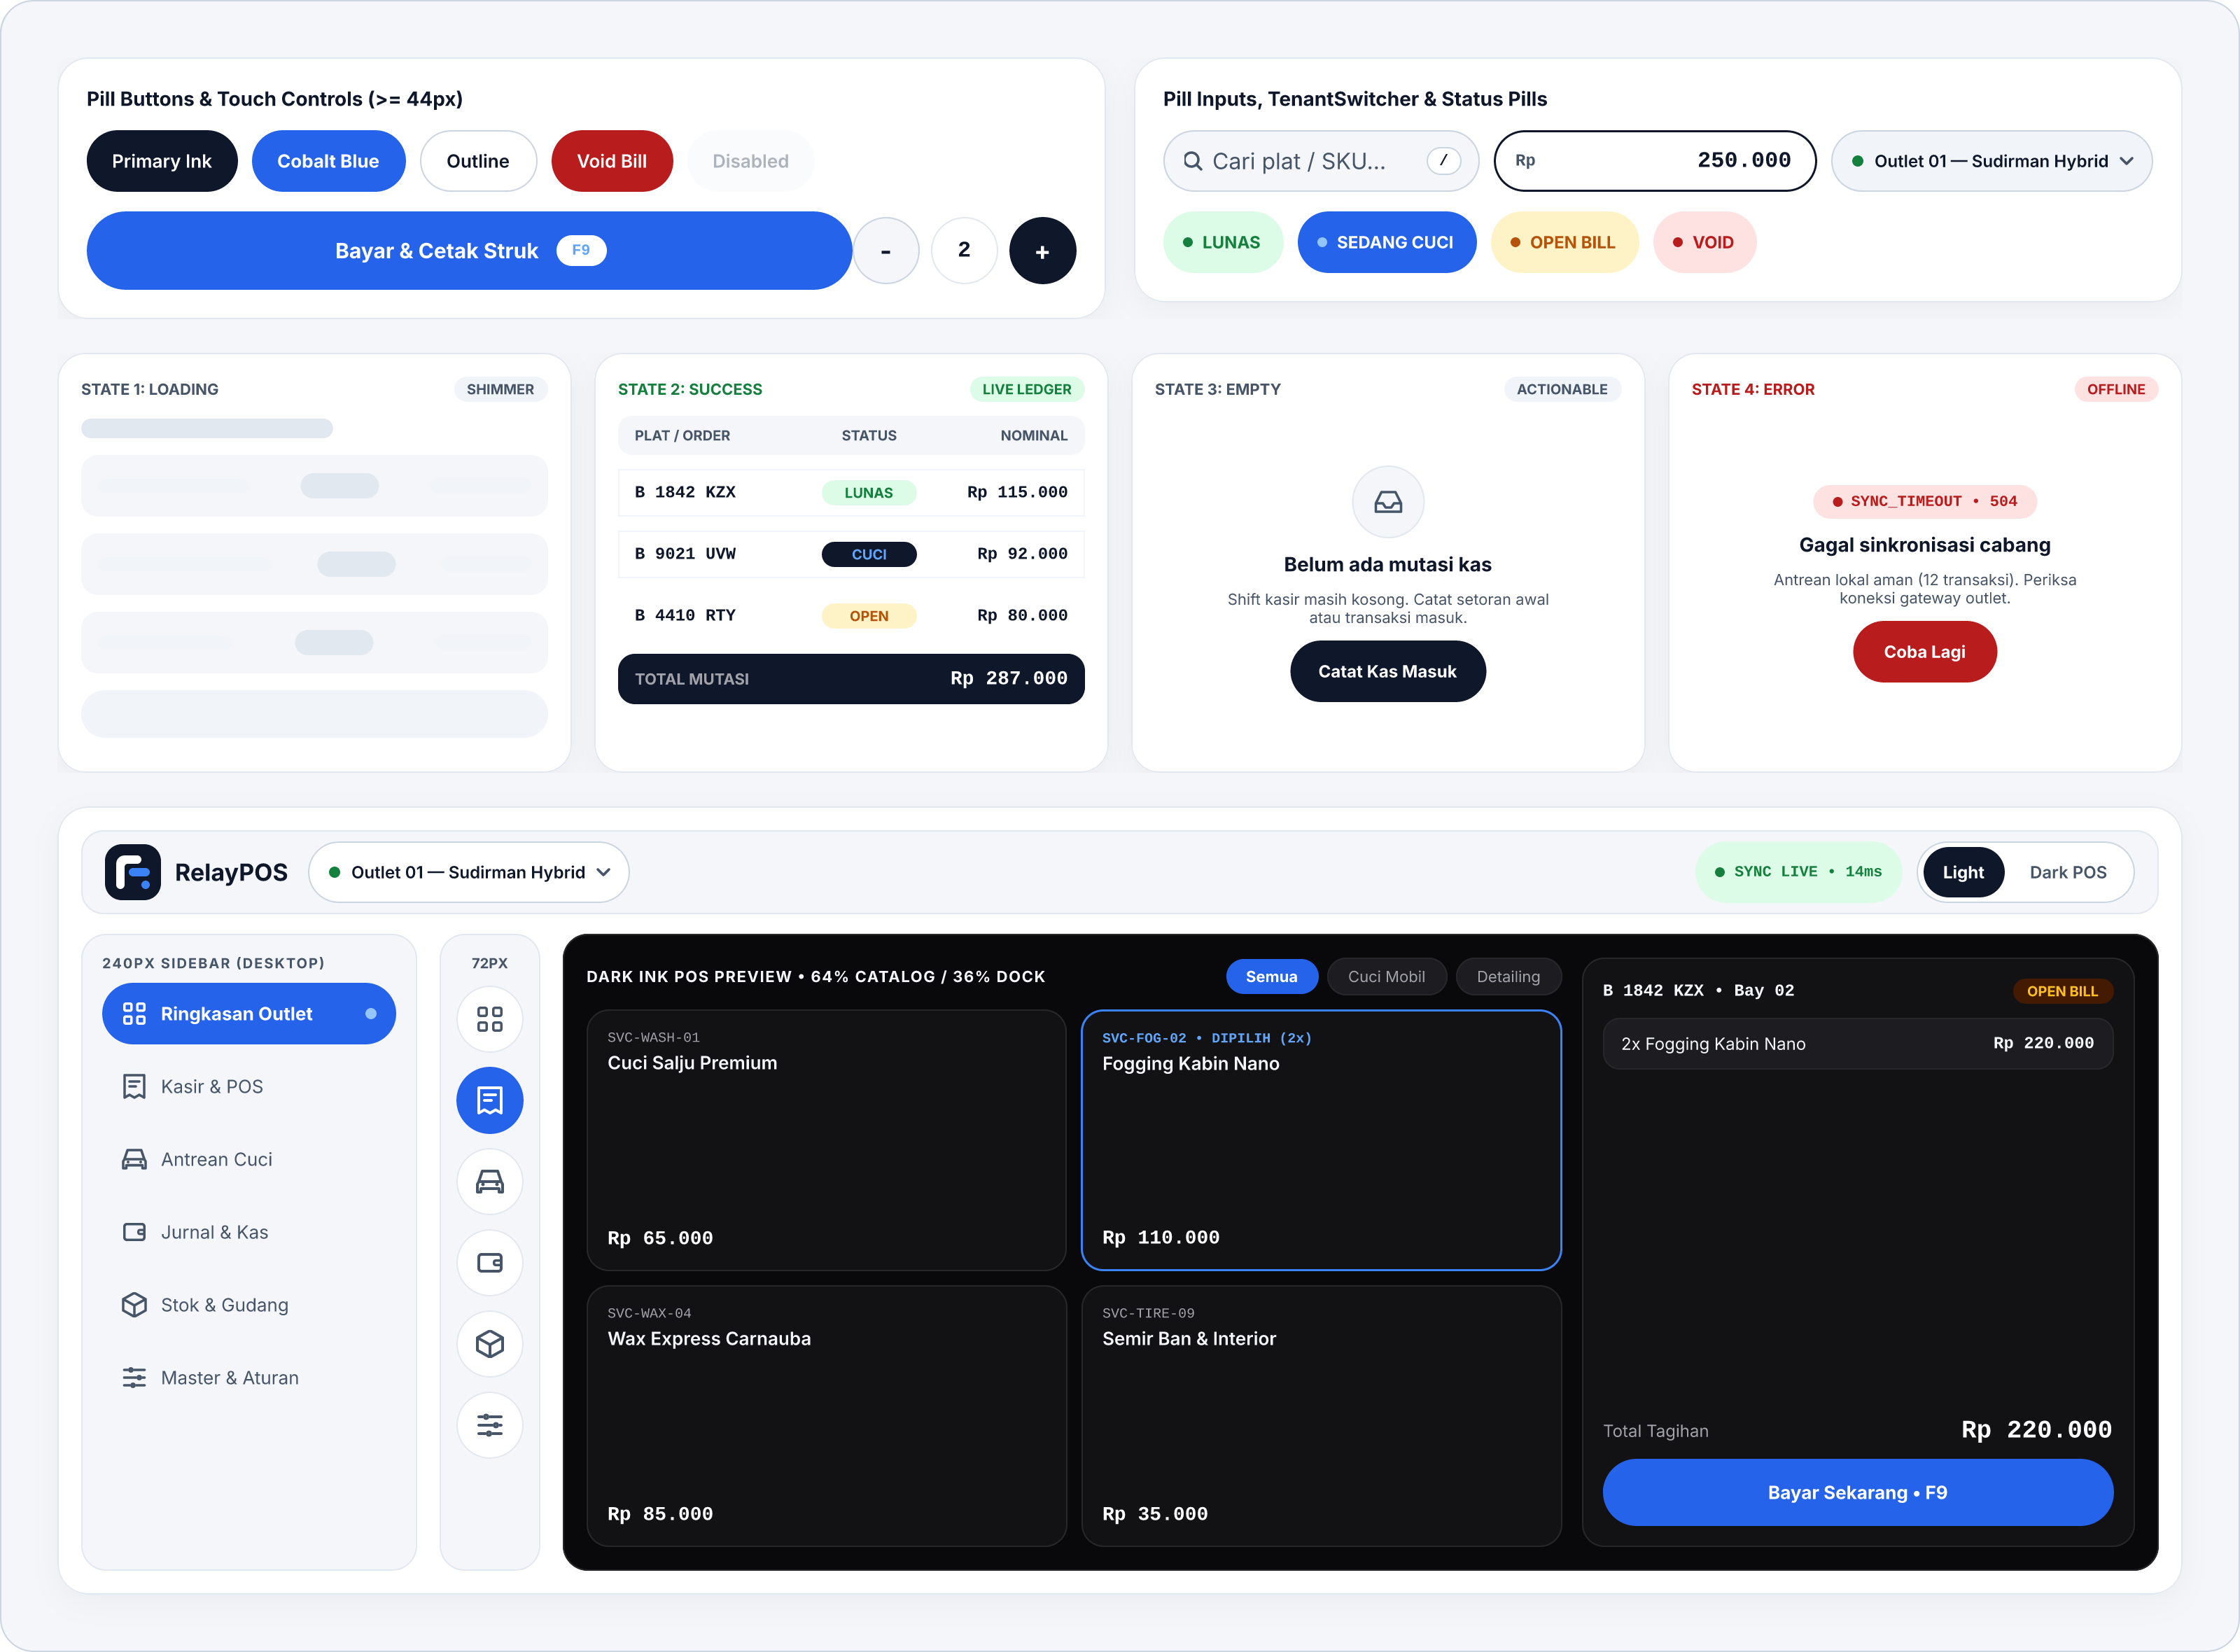 Pill Buttons & Touch Controls (>= 44px)
Primary Ink
Cobalt Blue
Outline
Void Bill
Disabled
Bayar & Cetak Struk F9
-
2
+
Pill Inputs, TenantSwitcher & Status Pills
Cari plat / SKU... /
Rp 250.000
Outlet 01 — Sudirman Hybrid
LUNAS
SEDANG CUCI
OPEN BILL
VOID
STATE 1: LOADING
SHIMMER
STATE 2: SUCCESS
LIVE LEDGER
PLAT / ORDER STATUS NOMINAL
B 1842 KZX LUNAS Rp 115.000
B 9021 UVW CUCI Rp 92.000
B 4410 RTY OPEN Rp 80.000
TOTAL MUTASI Rp 287.000
STATE 3: EMPTY
ACTIONABLE
Belum ada mutasi kas
Shift kasir masih kosong. Catat setoran awal
atau transaksi masuk.
Catat Kas Masuk
STATE 4: ERROR
OFFLINE
SYNC_TIMEOUT • 504
Gagal sinkronisasi cabang
Antrean lokal aman (12 transaksi). Periksa
koneksi gateway outlet.
Coba Lagi
RelayPOS
Outlet 01 — Sudirman Hybrid
SYNC LIVE • 14ms
Light
Dark POS
240PX SIDEBAR (DESKTOP)
Ringkasan Outlet
Kasir & POS
Antrean Cuci
Jurnal & Kas
Stok & Gudang
Master & Aturan
72PX
DARK INK POS PREVIEW • 64% CATALOG / 36% DOCK
Semua
Cuci Mobil
Detailing
SVC-WASH-01
Cuci Salju Premium
Rp 65.000
SVC-FOG-02 • DIPILIH (2x)
Fogging Kabin Nano
Rp 110.000
SVC-WAX-04
Wax Express Carnauba
Rp 85.000
SVC-TIRE-09
Semir Ban & Interior
Rp 35.000
B 1842 KZX • Bay 02
OPEN BILL
2x Fogging Kabin Nano Rp 220.000
Total Tagihan Rp 220.000
Bayar Sekarang • F9